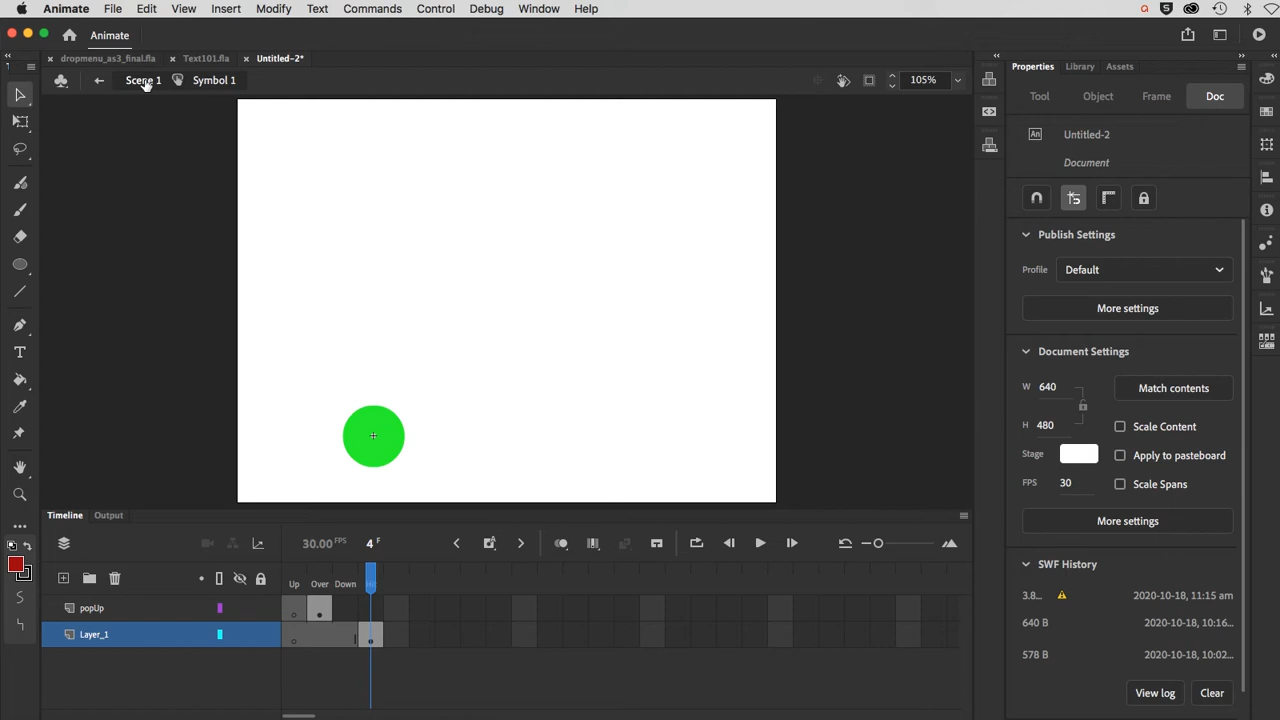 Animate File Edit View Insert Modify Text Commands Control Debug Window Help
Animate
dropmenu_as3_final.fla Text101.fla Untitled-2*
Scene 1 Symbol 1 105%
Properties Library Assets
Tool Object Frame Doc
An Untitled-2
Document
Publish Settings
Profile Default
More settings
Document Settings
W 640 Match contents
H 480 Scale Content
Stage Apply to pasteboard
FPS 30 Scale Spans
More settings
SWF History
3.8... 2020-10-18, 11:15 am
640 B 2020-10-18, 10:16...
578 B 2020-10-18, 10:02...
View log Clear
Timeline Output
30.00 FPS 4 F
Up Over Down Hit
popUp
Layer_1